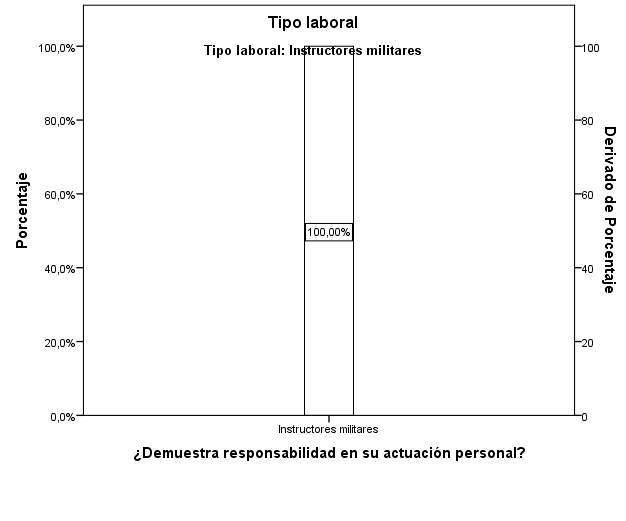 Tipo laboral
Tipo laboral: Instructores militares
Porcentaje
100,0%
80,0%
60,0%
40,0%
20,0%
0,0%
100,00%
100
80
60
40
20
0
Derivado de Porcentaje
Instructores militares
¿Demuestra responsabilidad en su actuación personal?